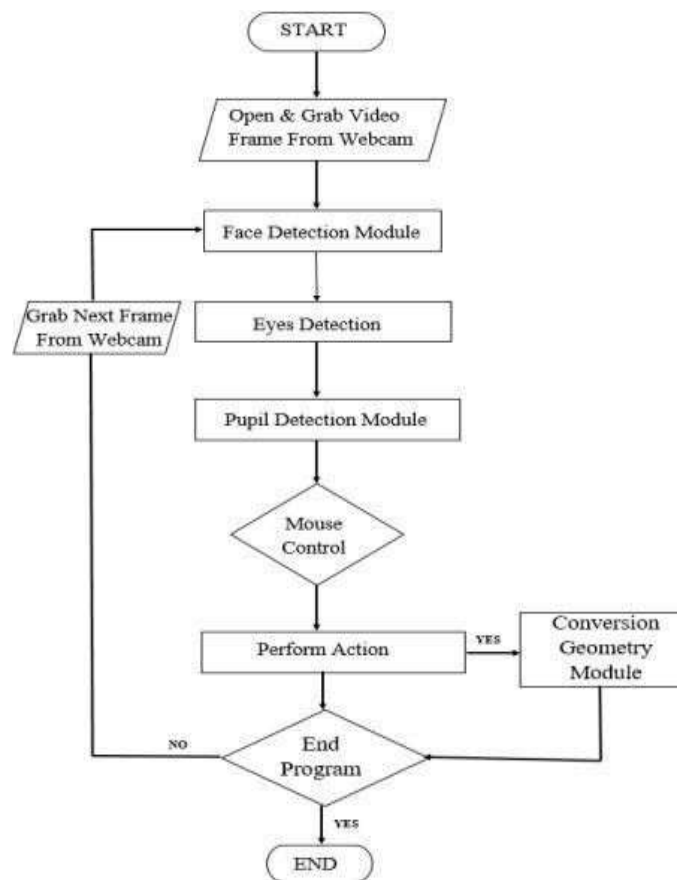 START
Open & Grab Video
Frame From Webcam
Face Detection Module
Grab Next Frame
From Webcam
Eyes Detection
Pupil Detection Module
Mouse
Control
Perform Action
YES
Conversion
Geometry
Module
End
Program
NO
YES
END